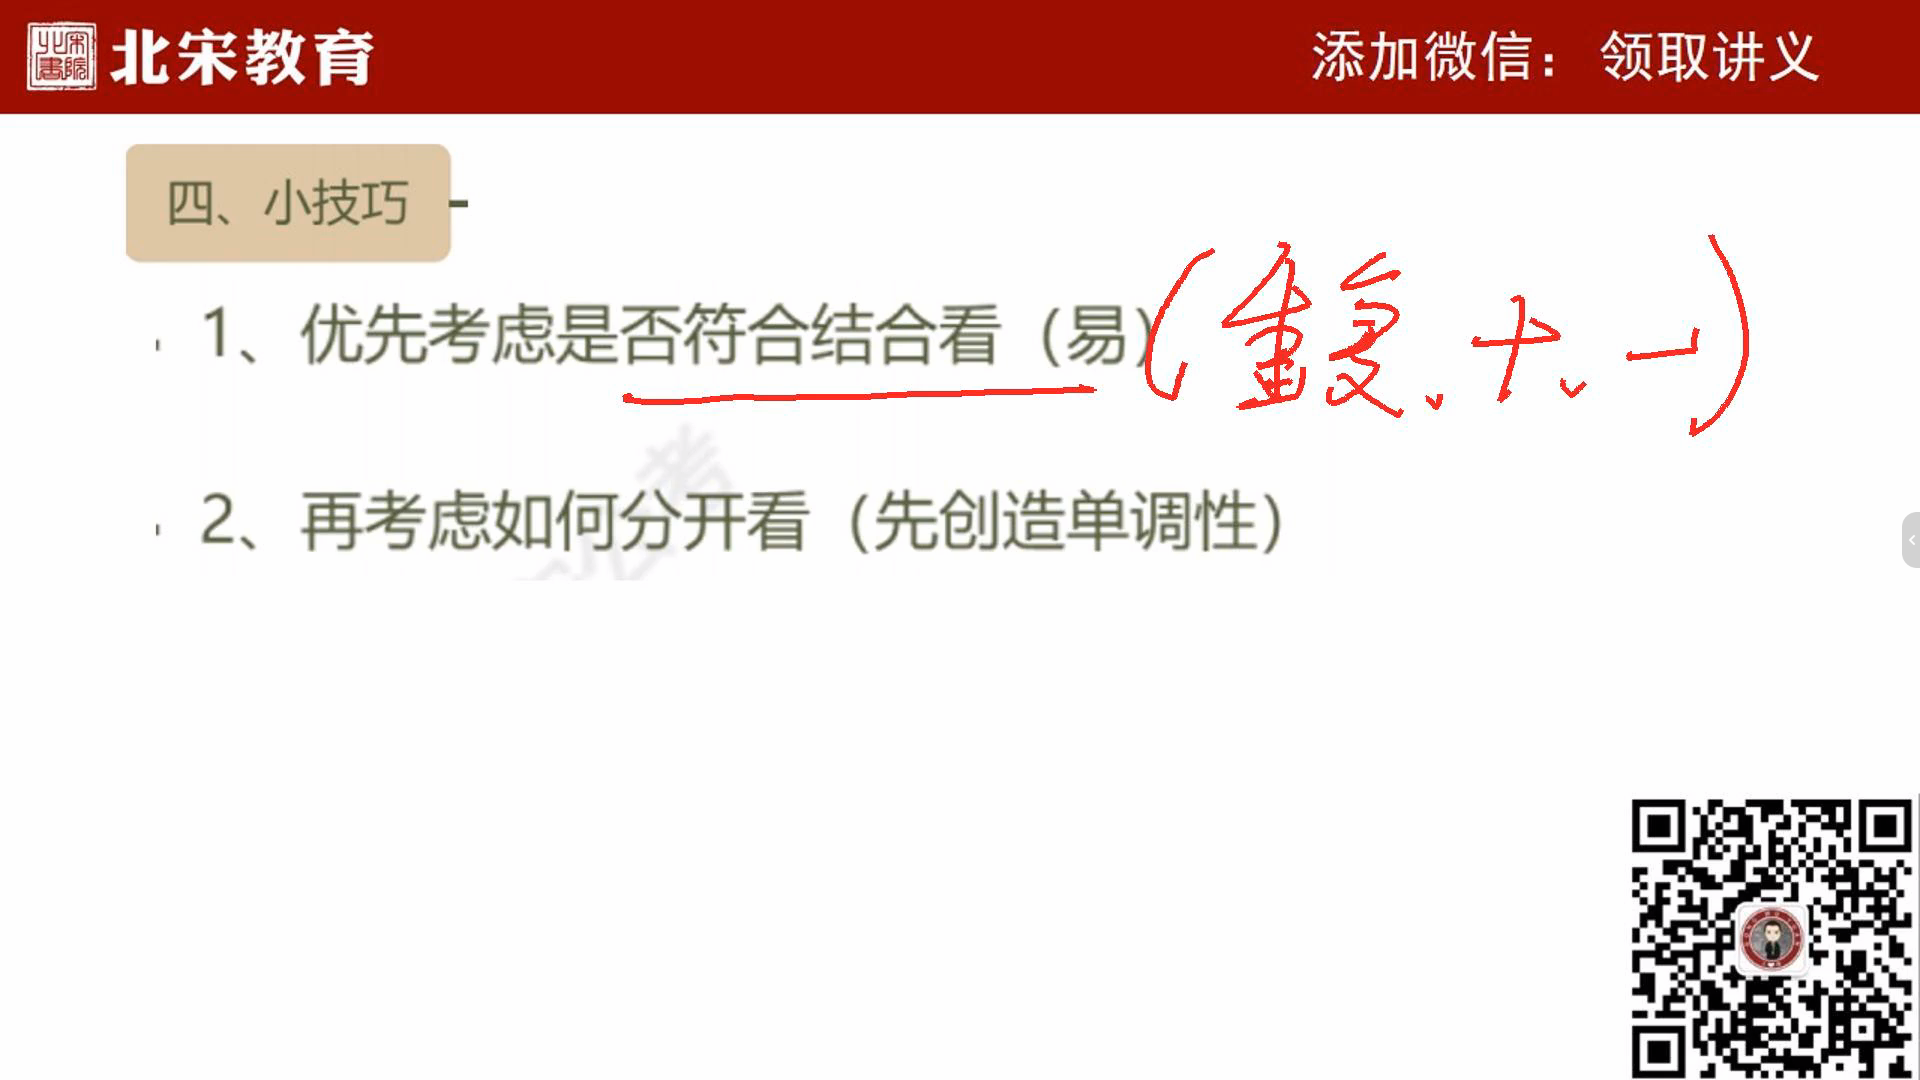 北宋教育
添加微信：领取讲义
四、小技巧
1、优先考虑是否符合结合看（易）（重复、十、一）
2、再考虑如何分开看（先创造单调性）